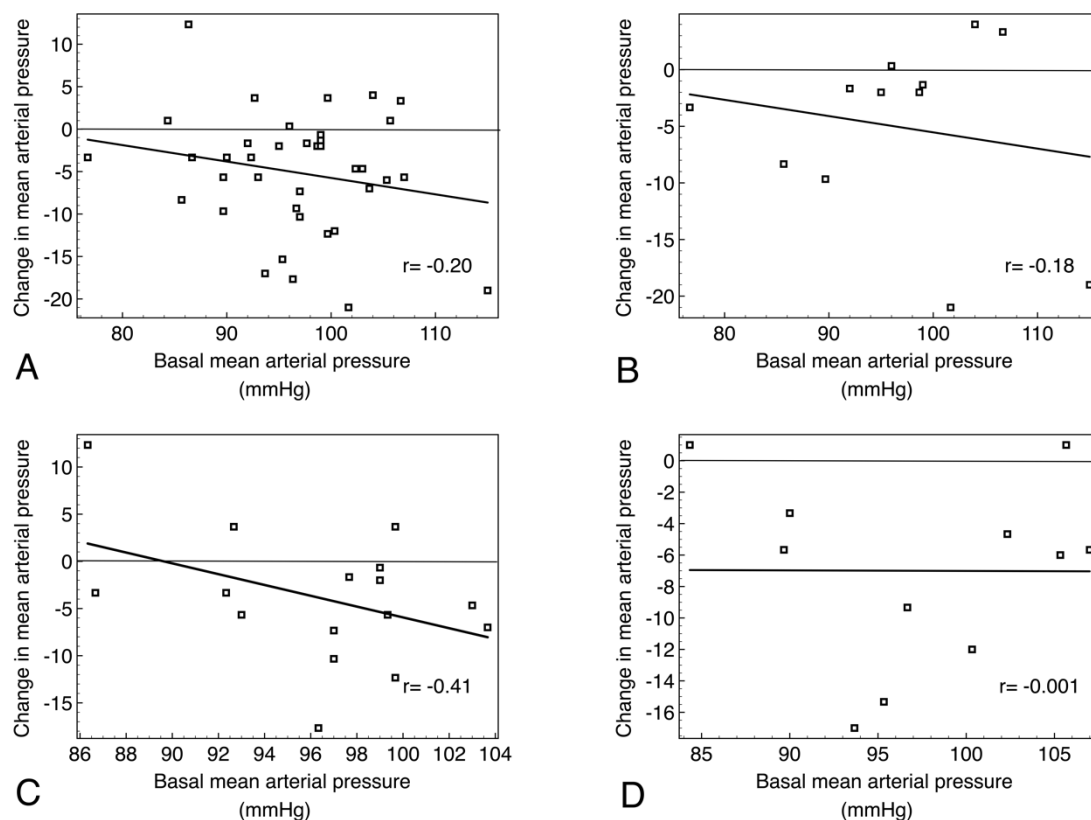 Change in mean arterial pressure
10
5
0
-5
-10
-15
-20
r= -0.20
80 90 100 110
Basal mean arterial pressure
(mmHg)
A
Change in mean arterial pressure
0
-5
-10
-15
-20
r= -0.18
80 90 100 110
Basal mean arterial pressure
(mmHg)
B
Change in mean arterial pressure
10
5
0
-5
-10
-15
r= -0.41
86 88 90 92 94 96 98 100 102 104
Basal mean arterial pressure
(mmHg)
C
Change in mean arterial pressure
0
-2
-4
-6
-8
-10
-12
-14
-16
r= -0.001
85 90 95 100 105
Basal mean arterial pressure
(mmHg)
D